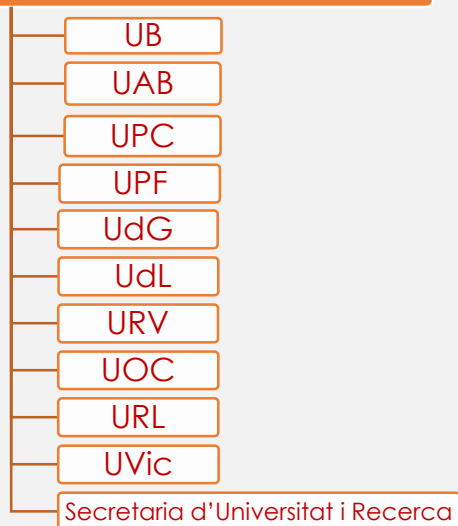 UB
UAB
UPC
UPF
UdG
UdL
URV
UOC
URL
UVic
Secretaria d'Universitat i Recerca